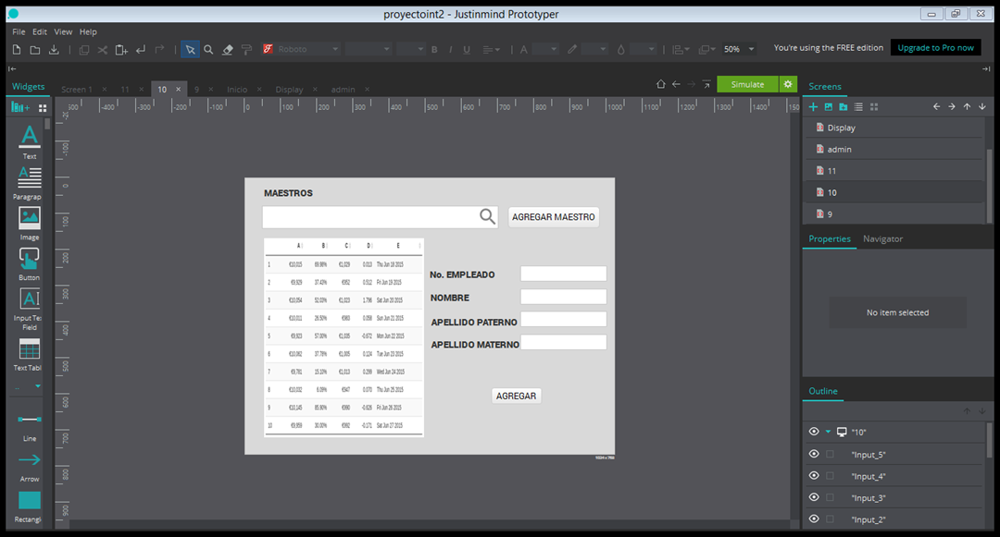 proyectoint2 - Justinmind Prototyper
File Edit View Help
Roboto
50%
You're using the FREE edition
Upgrade to Pro now
Widgets
Screen 1
11
10
9
Inicio
Display
admin
Simulate
Screens
-400 -300 -200 -100 0 100 200 300 400 500 600 700 800 900 1000 1100 1200 1300 1400
-100
0
100
200
300
400
500
600
700
800
900
Text
Paragrap
Image
Button
Input Te
Field
Text Tabl
Line
Arrow
Rectangl
MAESTROS
AGREGAR MAESTRO
A B C D E
1 €10,015 69.98% €1,029 0.010 Thu Jun 18 2015
2 €9,929 37.43% €952 0.512 Fri Jun 19 2015
3 €10,054 52.03% €1,023 1.796 Sat Jun 20 2015
4 €10,011 26.50% €983 0.058 Sun Jun 21 2015
5 €9,923 57.00% €1,035 -0.672 Mon Jun 22 2015
6 €10,062 37.78% €1,005 0.124 Tue Jun 23 2015
7 €9,781 15.10% €1,013 0.299 Wed Jun 24 2015
8 €10,032 6.09% €947 0.070 Thu Jun 25 2015
9 €10,145 85.90% €990 -0.626 Fri Jun 26 2015
10 €9,959 30.00% €992 -0.171 Sat Jun 27 2015
No. EMPLEADO
NOMBRE
APELLIDO PATERNO
APELLIDO MATERNO
AGREGAR
Display
admin
11
10
9
Properties
Navigator
No item selected
Outline
"10"
"Input_5"
"Input_4"
"Input_3"
"Input_2"